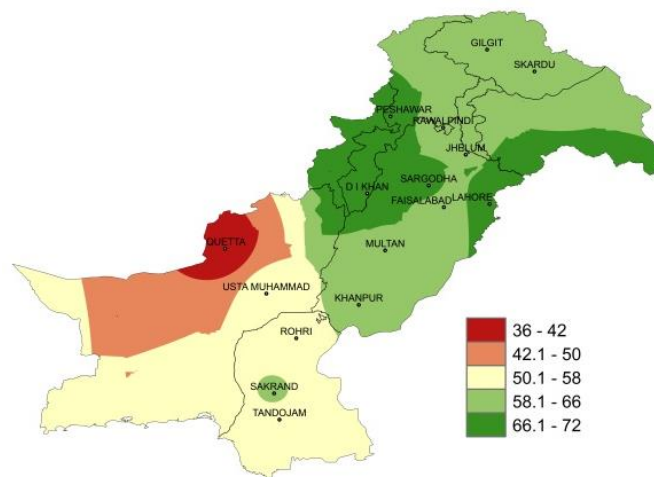 GILGIT
SKARDU
PESHAWAR
RAWALPINDI
JHELUM
SARGODHA
D I KHAN
FAISALABAD
LAHORE
QUETTA
MULTAN
USTA MUHAMMAD
KHANPUR
ROHRI
SAKRAND
TANDOJAM
36 - 42
42.1 - 50
50.1 - 58
58.1 - 66
66.1 - 72